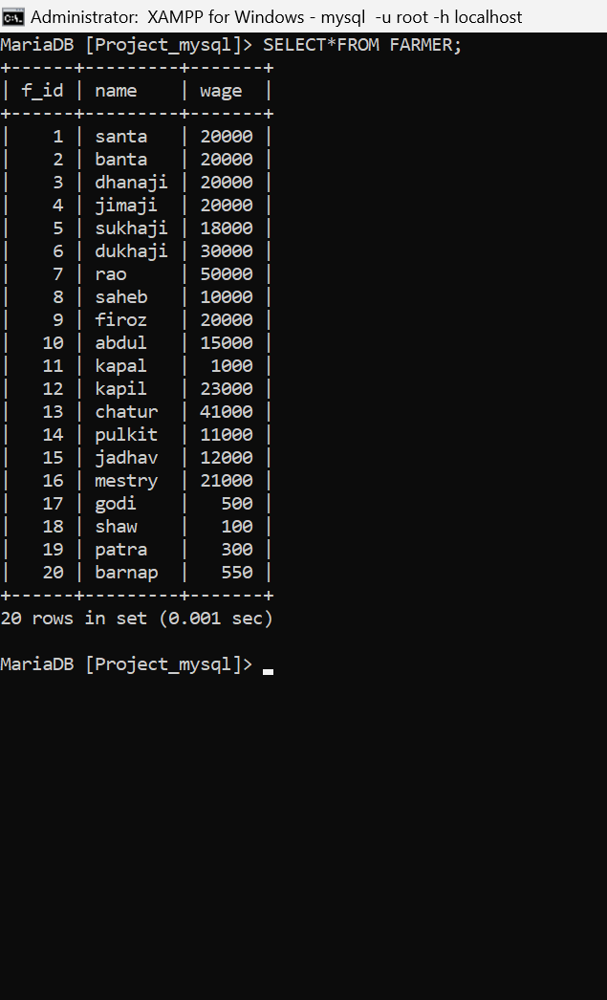 Administrator:  XAMPP for Windows - mysql  -u root -h localhost
MariaDB [Project_mysql]> SELECT*FROM FARMER;
+------+---------+-------+
| f_id | name    | wage  |
+------+---------+-------+
|    1 | santa   | 20000 |
|    2 | banta   | 20000 |
|    3 | dhanaji | 20000 |
|    4 | jimaji  | 20000 |
|    5 | sukhaji | 18000 |
|    6 | dukhaji | 30000 |
|    7 | rao     | 50000 |
|    8 | saheb   | 10000 |
|    9 | firoz   | 20000 |
|   10 | abdul   | 15000 |
|   11 | kapal   |  1000 |
|   12 | kapil   | 23000 |
|   13 | chatur  | 41000 |
|   14 | pulkit  | 11000 |
|   15 | jadhav  | 12000 |
|   16 | mestry  | 21000 |
|   17 | godi    |   500 |
|   18 | shaw    |   100 |
|   19 | patra   |   300 |
|   20 | barnap  |   550 |
+------+---------+-------+
20 rows in set (0.001 sec)
MariaDB [Project_mysql]>